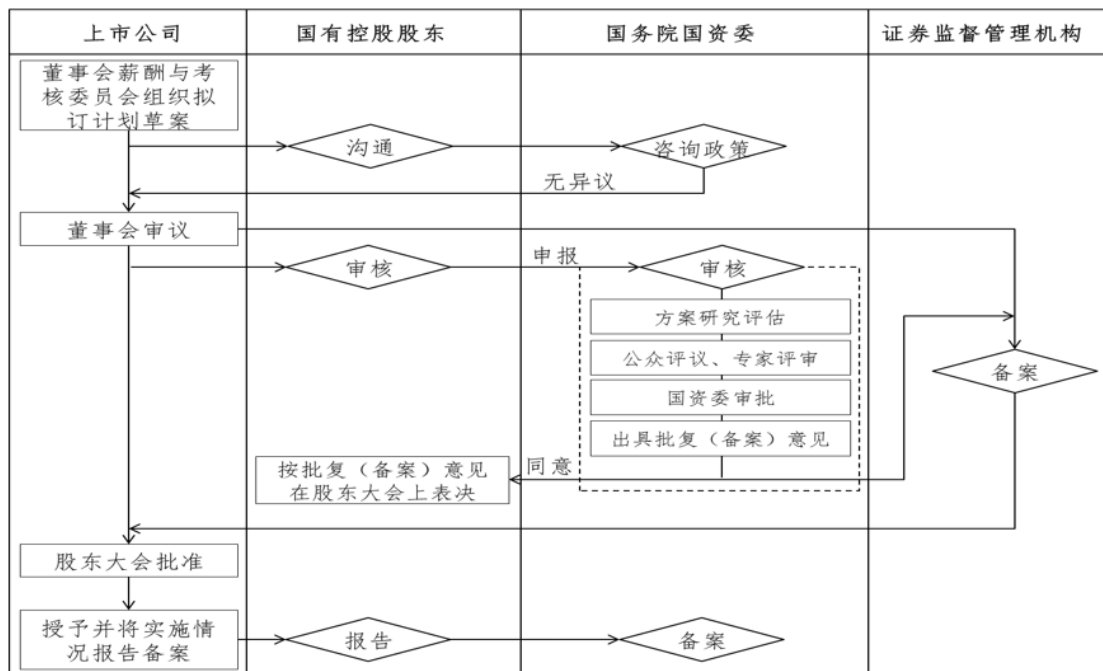 上市公司
国有控股股东
国务院国资委
证券监督管理机构
董事会薪酬与考
核委员会组织拟
订计划草案
沟通
咨询政策
无异议
董事会审议
审核
申报
审核
方案研究评估
公众评议、专家评审
备案
国资委审批
出具批复（备案）意见
同意
按批复（备案）意见
在股东大会上表决
股东大会批准
授予并将实施情
况报告备案
报告
备案